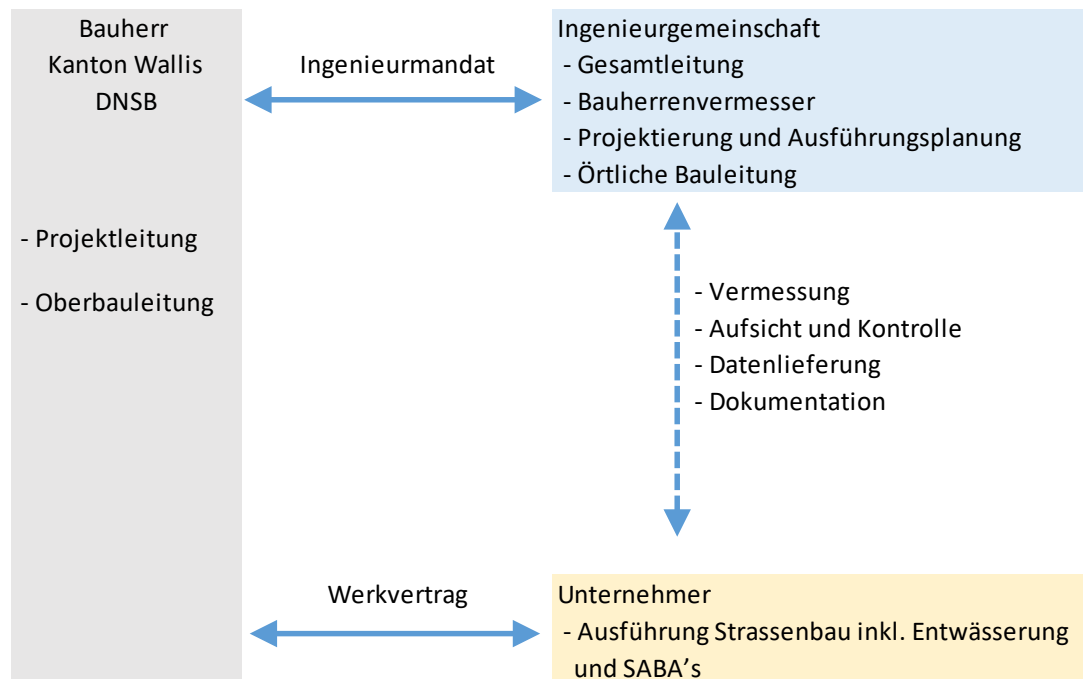 Bauherr
Kanton Wallis
DNSB
- Projektleitung
- Oberbauleitung
Ingenieurmandat
Ingenieurgemeinschaft
- Gesamtleitung
- Bauherrenvermesser
- Projektierung und Ausführungsplanung
- Örtliche Bauleitung
- Vermessung
- Aufsicht und Kontrolle
- Datenlieferung
- Dokumentation
Werkvertrag
Unternehmer
- Ausführung Strassenbau inkl. Entwässerung
und SABA’s